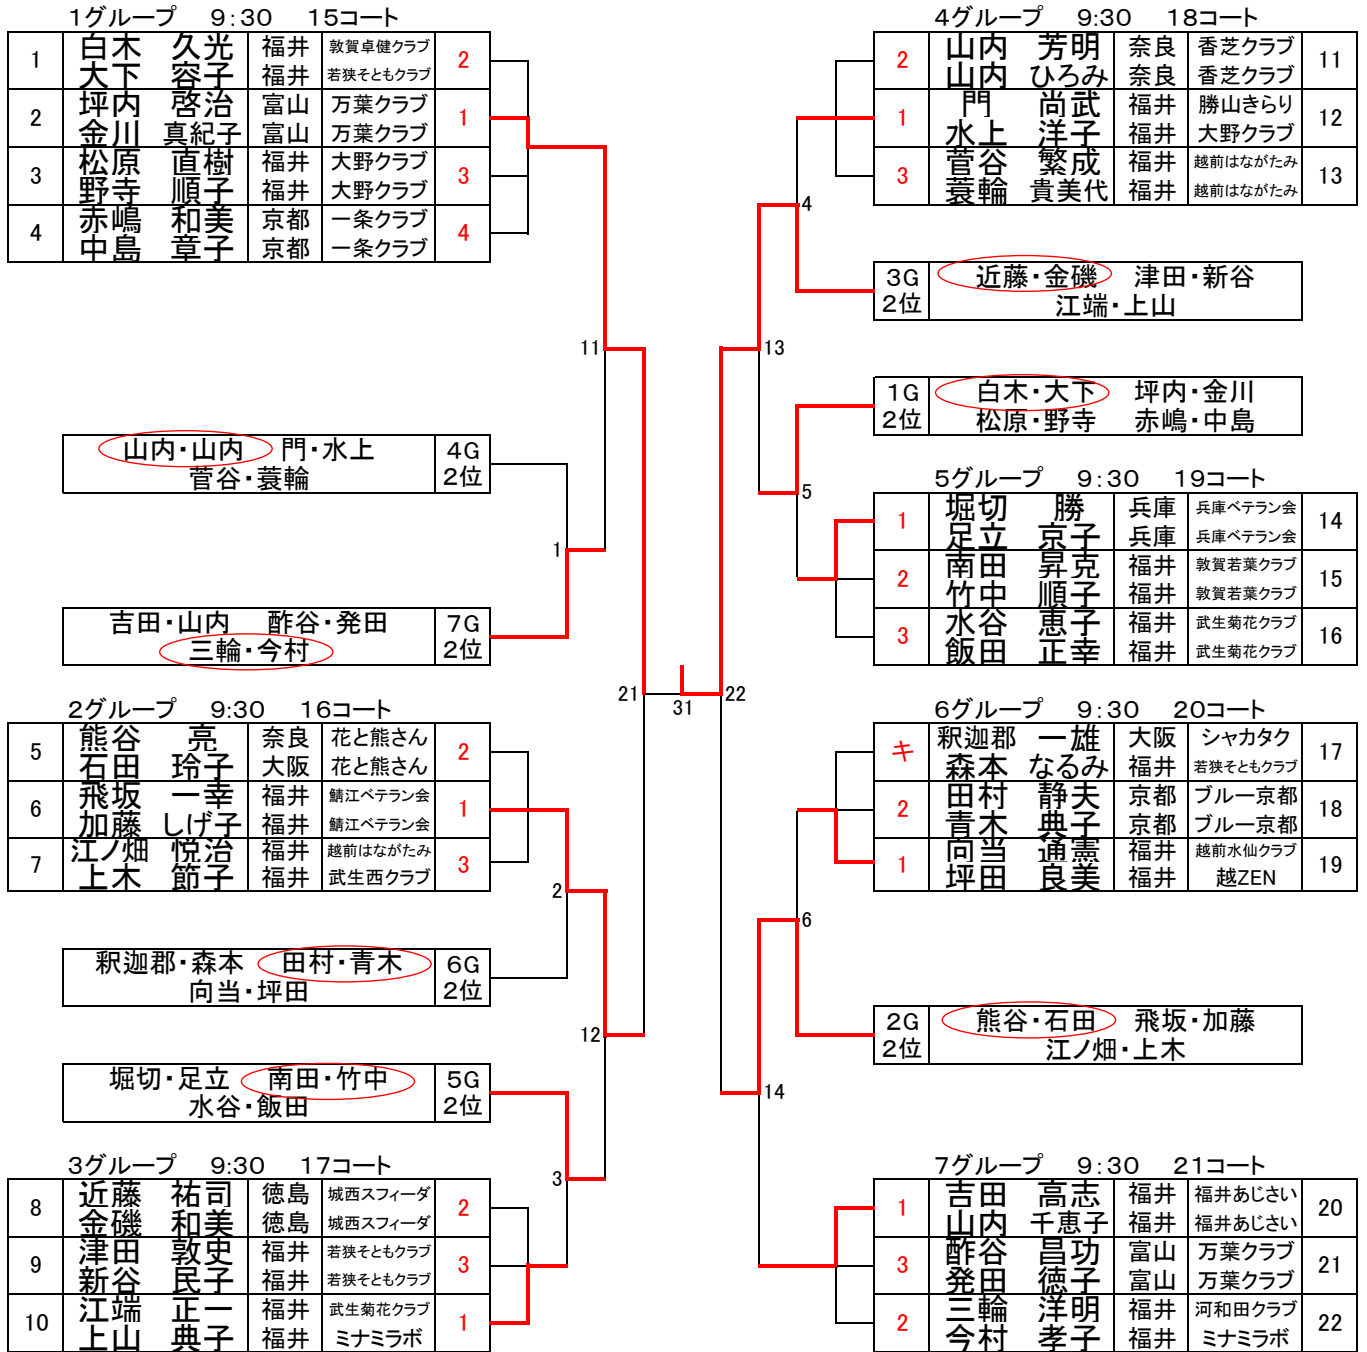 1グループ 9:30 15コート
1 白木 久光 福井 敦賀卓健クラブ 2
大下 容子 福井 若狭そともクラブ
2 坪内 啓治 富山 万葉クラブ 1
金川 真紀子 富山 万葉クラブ
3 松原 直樹 福井 大野クラブ 3
野寺 順子 福井 大野クラブ
4 赤嶋 和美 京都 一条クラブ 4
中島 章子 京都 一条クラブ
11
山内・山内 門・水上 4G
菅谷・蓑輪 2位
1
吉田・山内 酢谷・発田 7G
三輪・今村 2位
21
31
2グループ 9:30 16コート
5 熊谷 亮 奈良 花と熊さん 2
石田 玲子 大阪 花と熊さん
6 飛坂 一幸 福井 鯖江ベテラン会 1
加藤 しげ子 福井 鯖江ベテラン会
7 江ノ畑 悦治 福井 越前はながたみ 3
上木 節子 福井 武生西クラブ
2
釈迦郡・森本 田村・青木 6G
向当・坪田 2位
12
堀切・足立 南田・竹中 5G
水谷・飯田 2位
3グループ 9:30 17コート
3
8 近藤 祐司 徳島 城西スフィーダ 2
金磯 和美 徳島 城西スフィーダ
9 津田 敦史 福井 若狭そともクラブ 3
新谷 民子 福井 若狭そともクラブ
10 江端 正一 福井 武生菊花クラブ 1
上山 典子 福井 ミナミラボ
4グループ 9:30 18コート
2 山内 芳明 奈良 香芝クラブ 11
山内 ひろみ 奈良 香芝クラブ
1 門 尚武 福井 勝山きらり 12
水上 洋子 福井 大野クラブ
3 菅谷 繁成 福井 越前はながたみ 13
蓑輪 貴美代 福井 越前はながたみ
4
3G 近藤・金磯 津田・新谷
2位 江端・上山
13
1G 白木・大下 坪内・金川
2位 松原・野寺 赤嶋・中島
5グループ 9:30 19コート
5
1 堀切 勝 兵庫 兵庫ベテラン会 14
足立 京子 兵庫 兵庫ベテラン会
2 南田 昇克 福井 敦賀若葉クラブ 15
竹中 順子 福井 敦賀若葉クラブ
3 水谷 恵子 福井 武生菊花クラブ 16
飯田 正幸 福井 武生菊花クラブ
22
6グループ 9:30 20コート
キ 釈迦郡 一雄 大阪 シャカタク 17
森本 なるみ 福井 若狭そともクラブ
2 田村 静夫 京都 ブルー京都 18
青木 典子 京都 ブルー京都
1 向当 通憲 福井 越前水仙クラブ 19
坪田 良美 福井 越ZEN
6
2G 熊谷・石田 飛坂・加藤
2位 江ノ畑・上木
14
7グループ 9:30 21コート
1 吉田 高志 福井 福井あじさい 20
山内 千恵子 福井 福井あじさい
3 酢谷 昌功 富山 万葉クラブ 21
発田 徳子 富山 万葉クラブ
2 三輪 洋明 福井 河和田クラブ 22
今村 孝子 福井 ミナミラボ